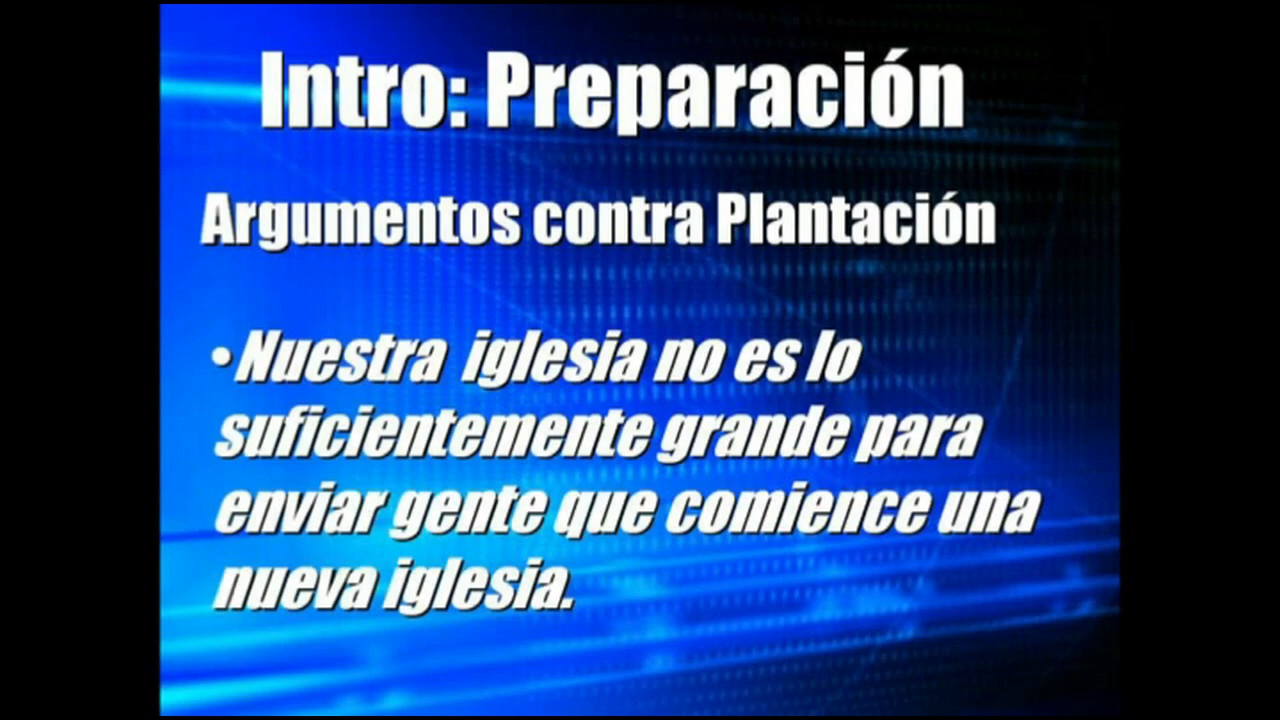 Intro: Preparación
Argumentos contra Plantación
•Nuestra iglesia no es lo
suficientemente grande para
enviar gente que comience una
nueva iglesia.